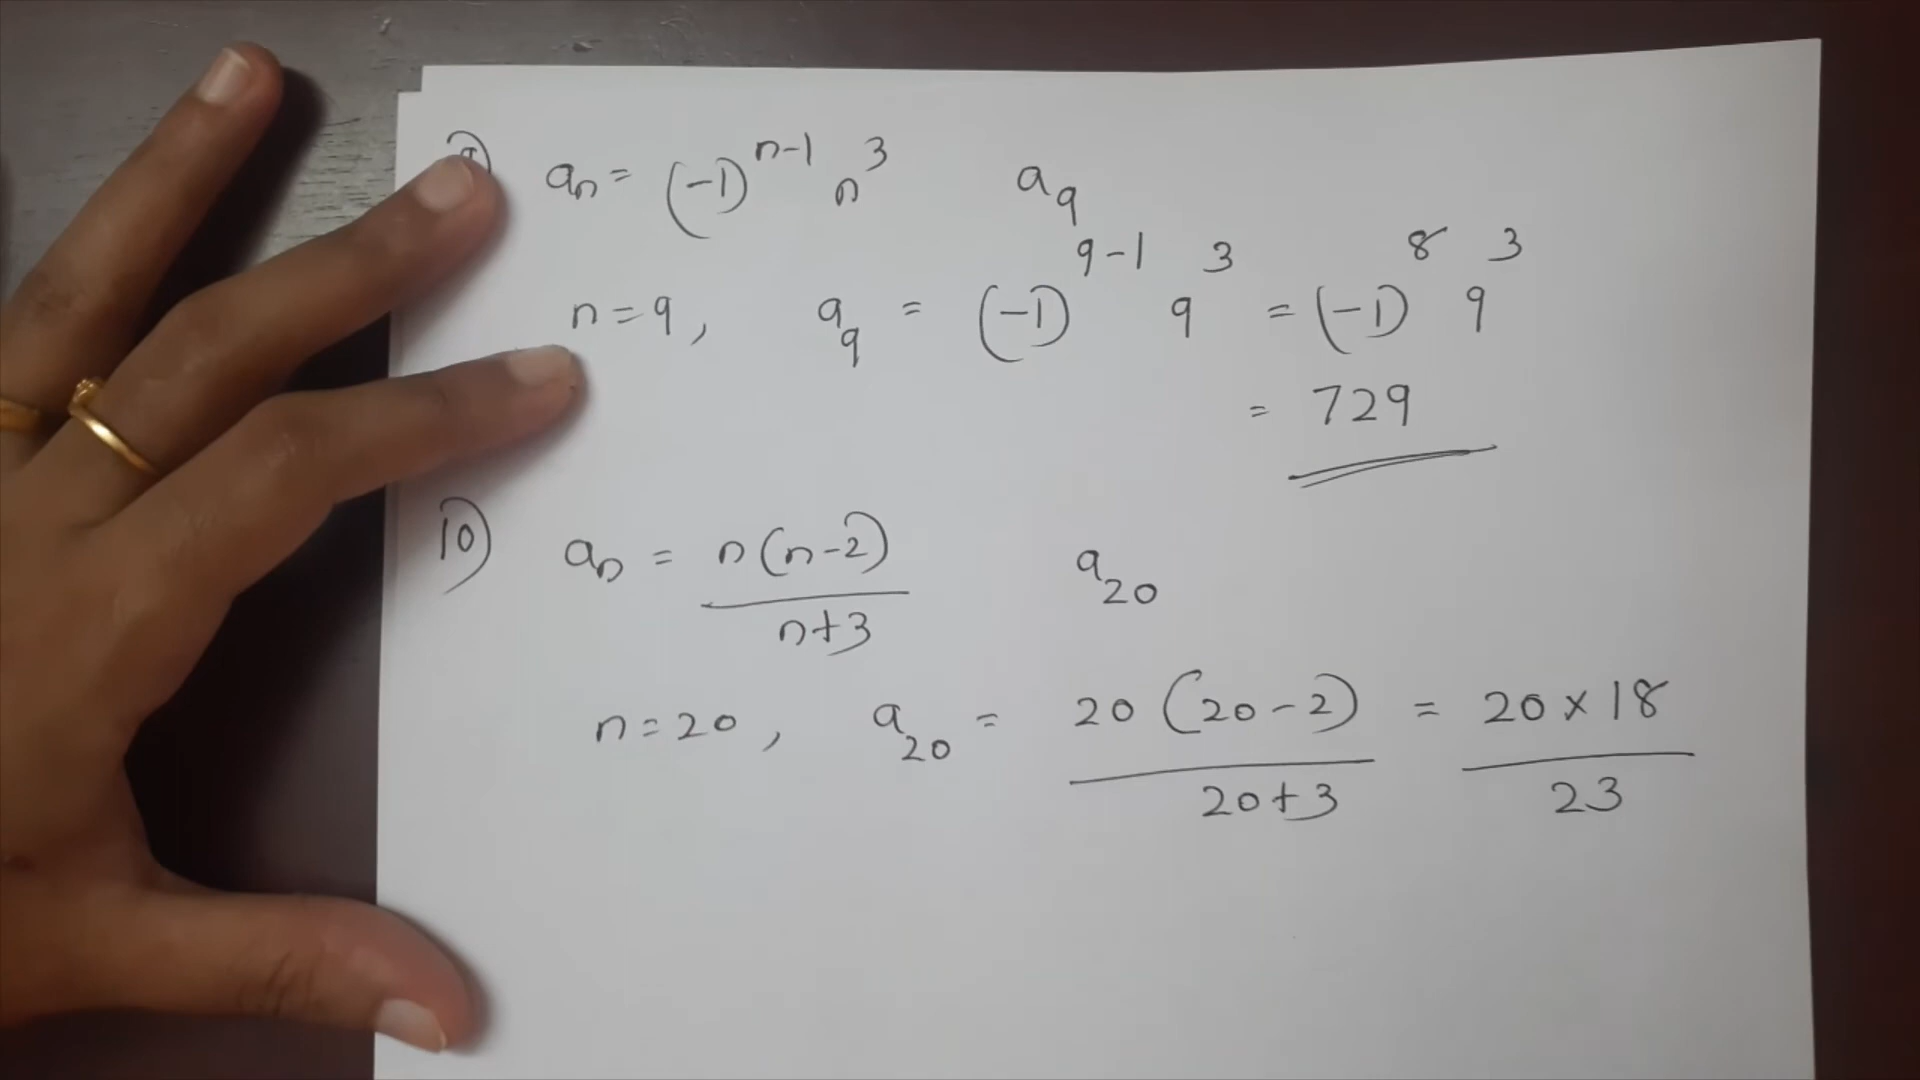 9) aₙ = (-1)ⁿ⁻¹ n³ a₉
n=9, a₉ = (-1)⁹⁻¹ 9³ = (-1)⁸ 9³
= 729
10) aₙ = n(n-2)/n+3 a₂₀
n=20, a₂₀ = 20(20-2)/20+3 = 20×18/23